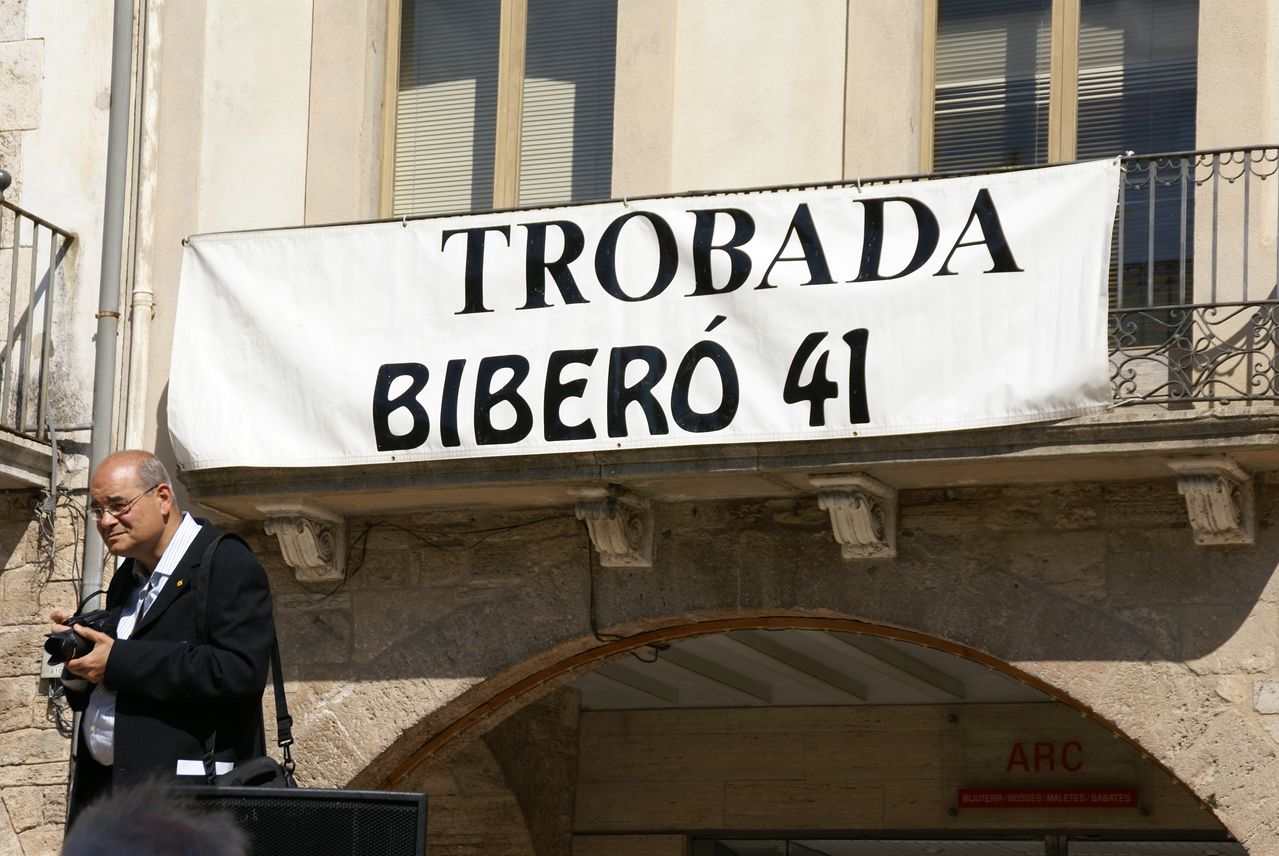 TROBADA
BIBERÓ 41
ARC
BIJUTERIA / BOSSES / MALETES / SABATES